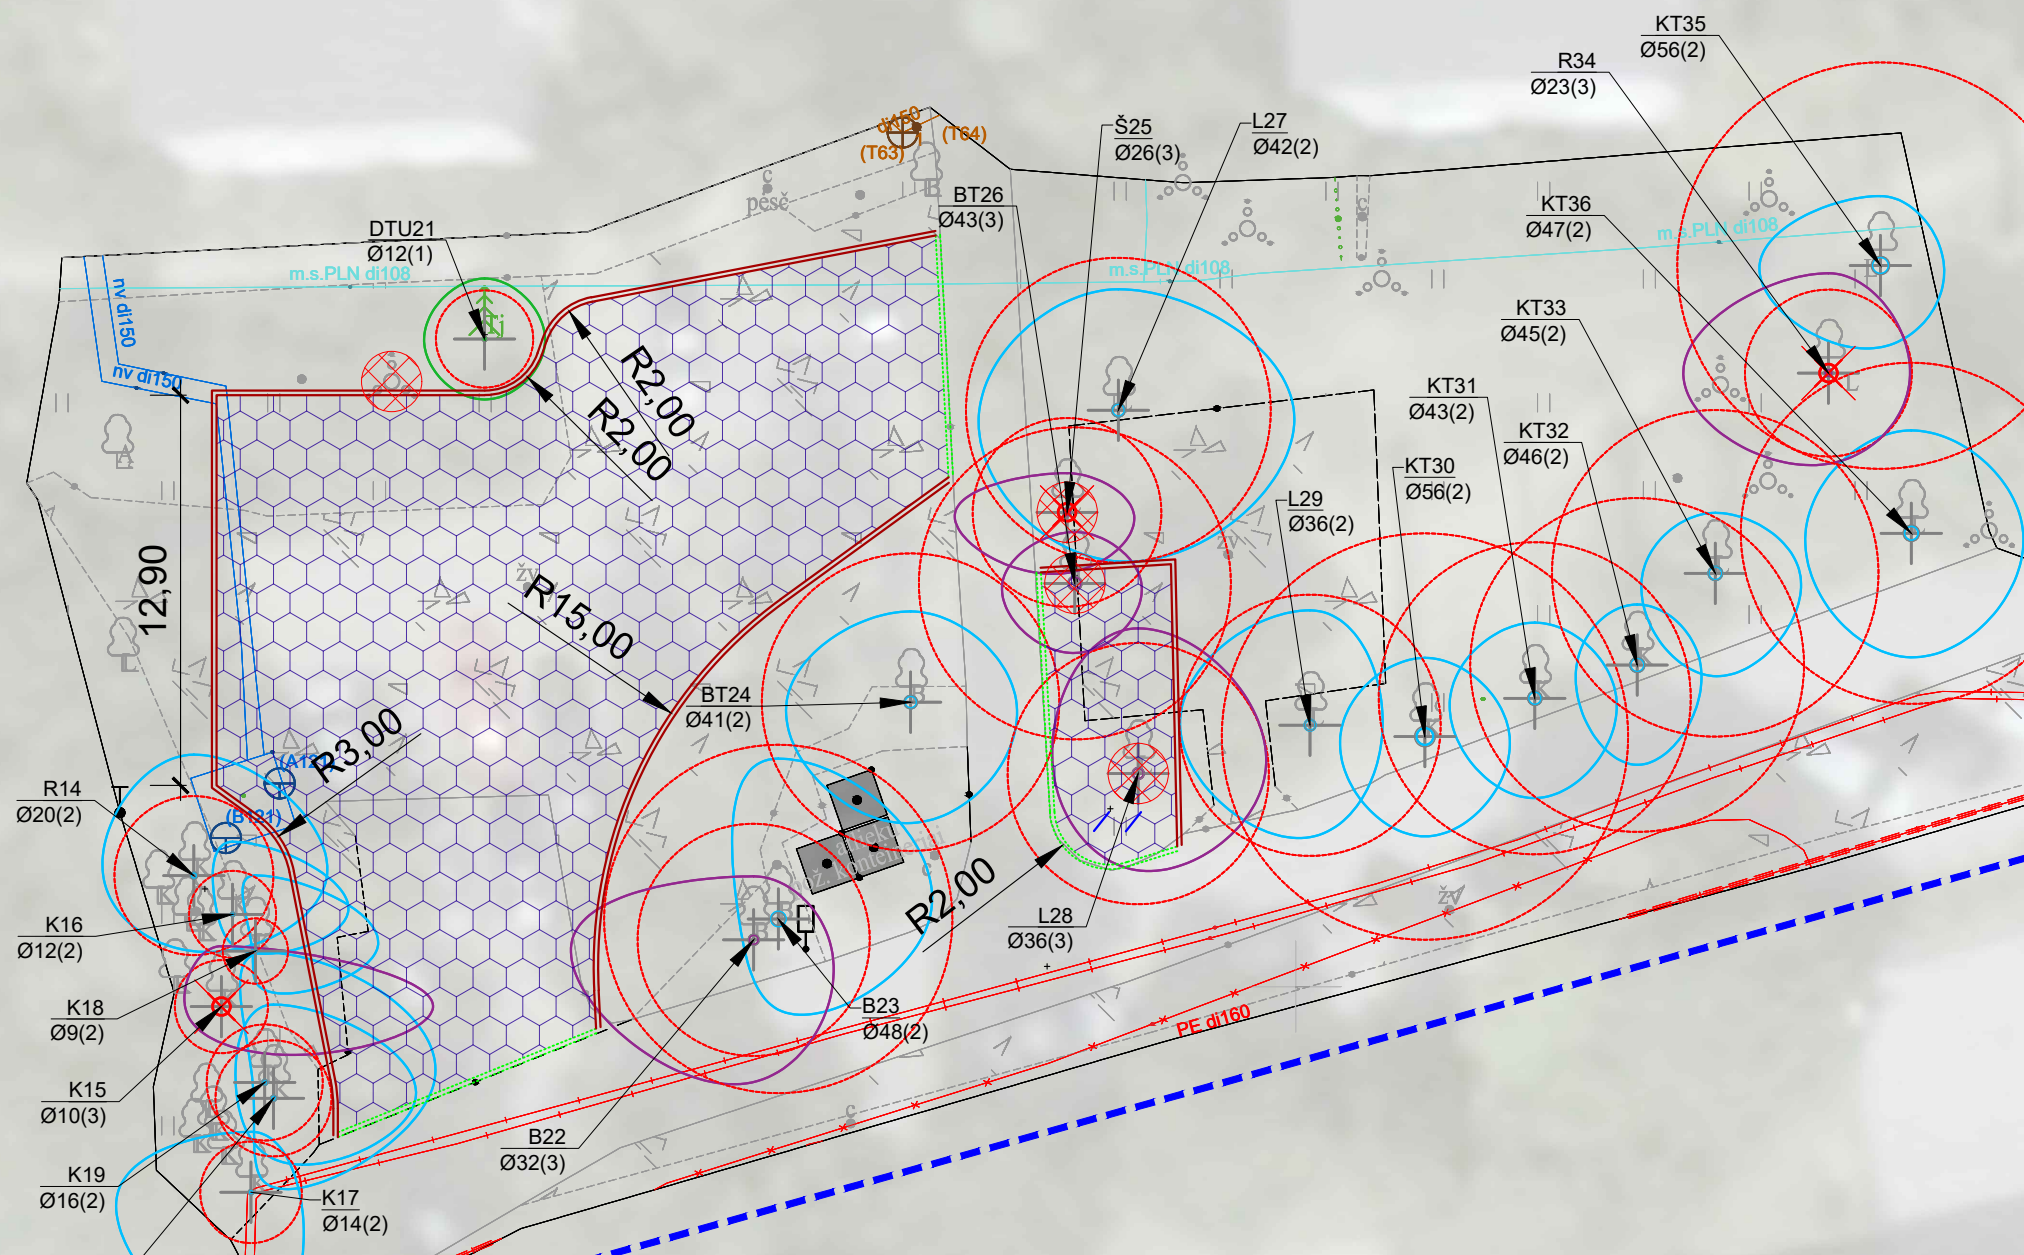 KT35
Ø56(2)
R34
Ø23(3)
di150
(T64)
(T63)
Š25
Ø26(3)
L27
Ø42(2)
BT26
Ø43(3)
KT36
Ø47(2)
DTU21
Ø12(1)
m.s.PLN di108
m.s.PLN di108
m.s.PLN di108
nv di150
nv di150
R2,00
R2,00
KT33
Ø45(2)
KT31
Ø43(2)
KT32
Ø46(2)
KT30
Ø56(2)
L29
Ø36(2)
12,90
R15,00
BT24
Ø41(2)
R3,00
(B121)
R14
Ø20(2)
K16
Ø12(2)
K18
Ø9(2)
K15
Ø10(3)
K19
Ø16(2)
K17
Ø14(2)
B22
Ø32(3)
B23
Ø48(2)
R2,00
L28
Ø36(3)
PE di160